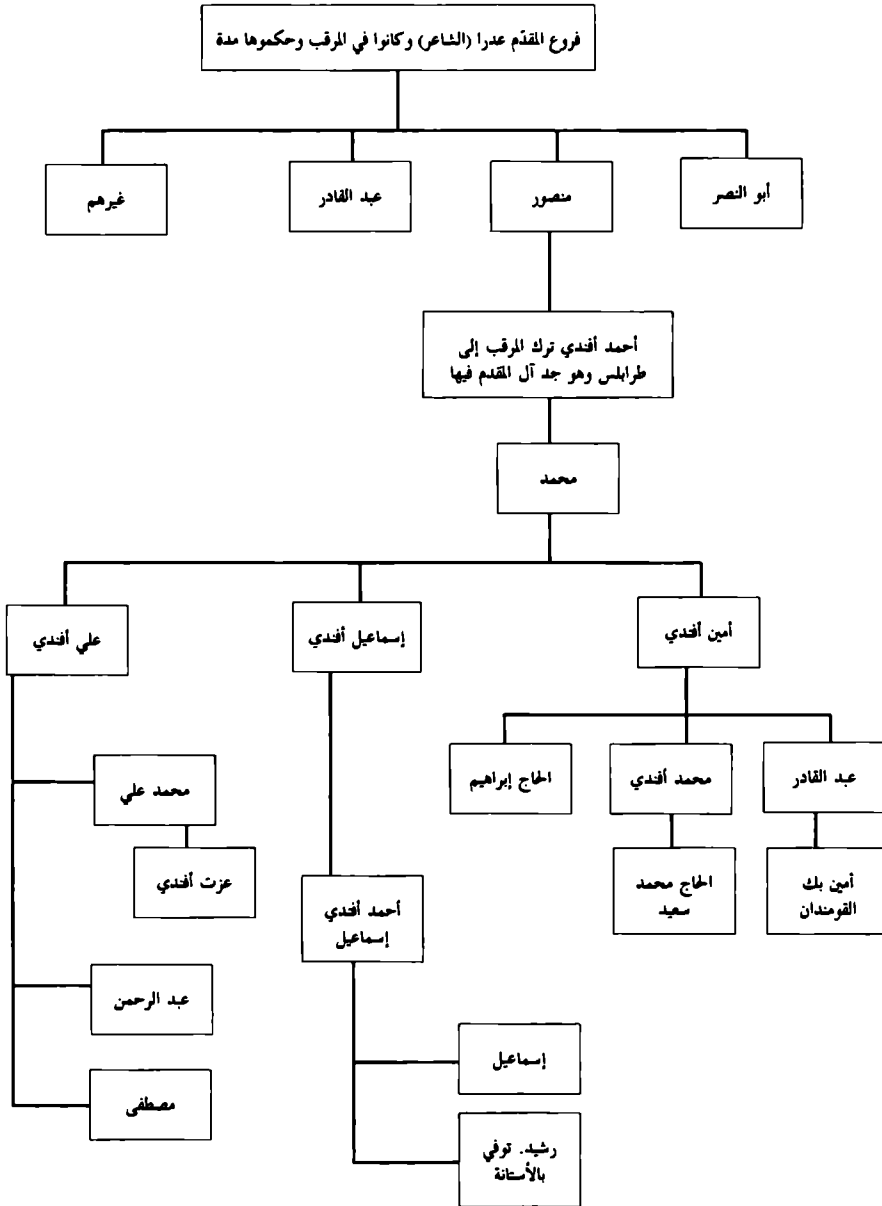 فروع المقدّم عدرا (الشاعر) وكانوا في المرقب وحكموها مدة
أبو النصر
منصور
عبد القادر
غيرهم
أحمد أفندي ترك المرقب إلى
طرابلس وهو جد آل المقدم فيها
محمد
أمين أفندي
إسماعيل أفندي
علي أفندي
عبد القادر
محمد أفندي
الحاج إبراهيم
محمد علي
أمين بك
القومندان
الحاج محمد
سعيد
عزت أفندي
أحمد أفندي
إسماعيل
عبد الرحمن
إسماعيل
مصطفى
رشيد. توفي
بالأستانة